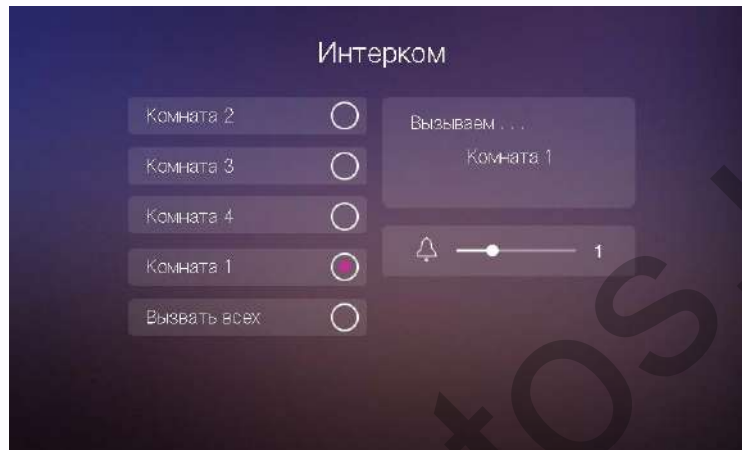 Интерком
Комната 2
Комната 3
Комната 4
Комната 1
Вызвать всех
Вызываем . . .
Комната 1
1